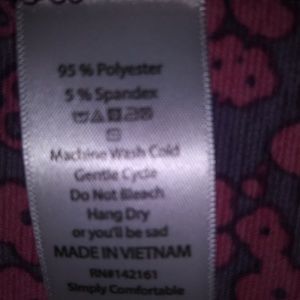 95 % Polyester
5 % Spandex
Machine Wash Cold
Gentle Cycle
Do Not Bleach
Hang Dry
or you'll be sad
MADE IN VIETNAM
RN#142161
Simply Comfortable